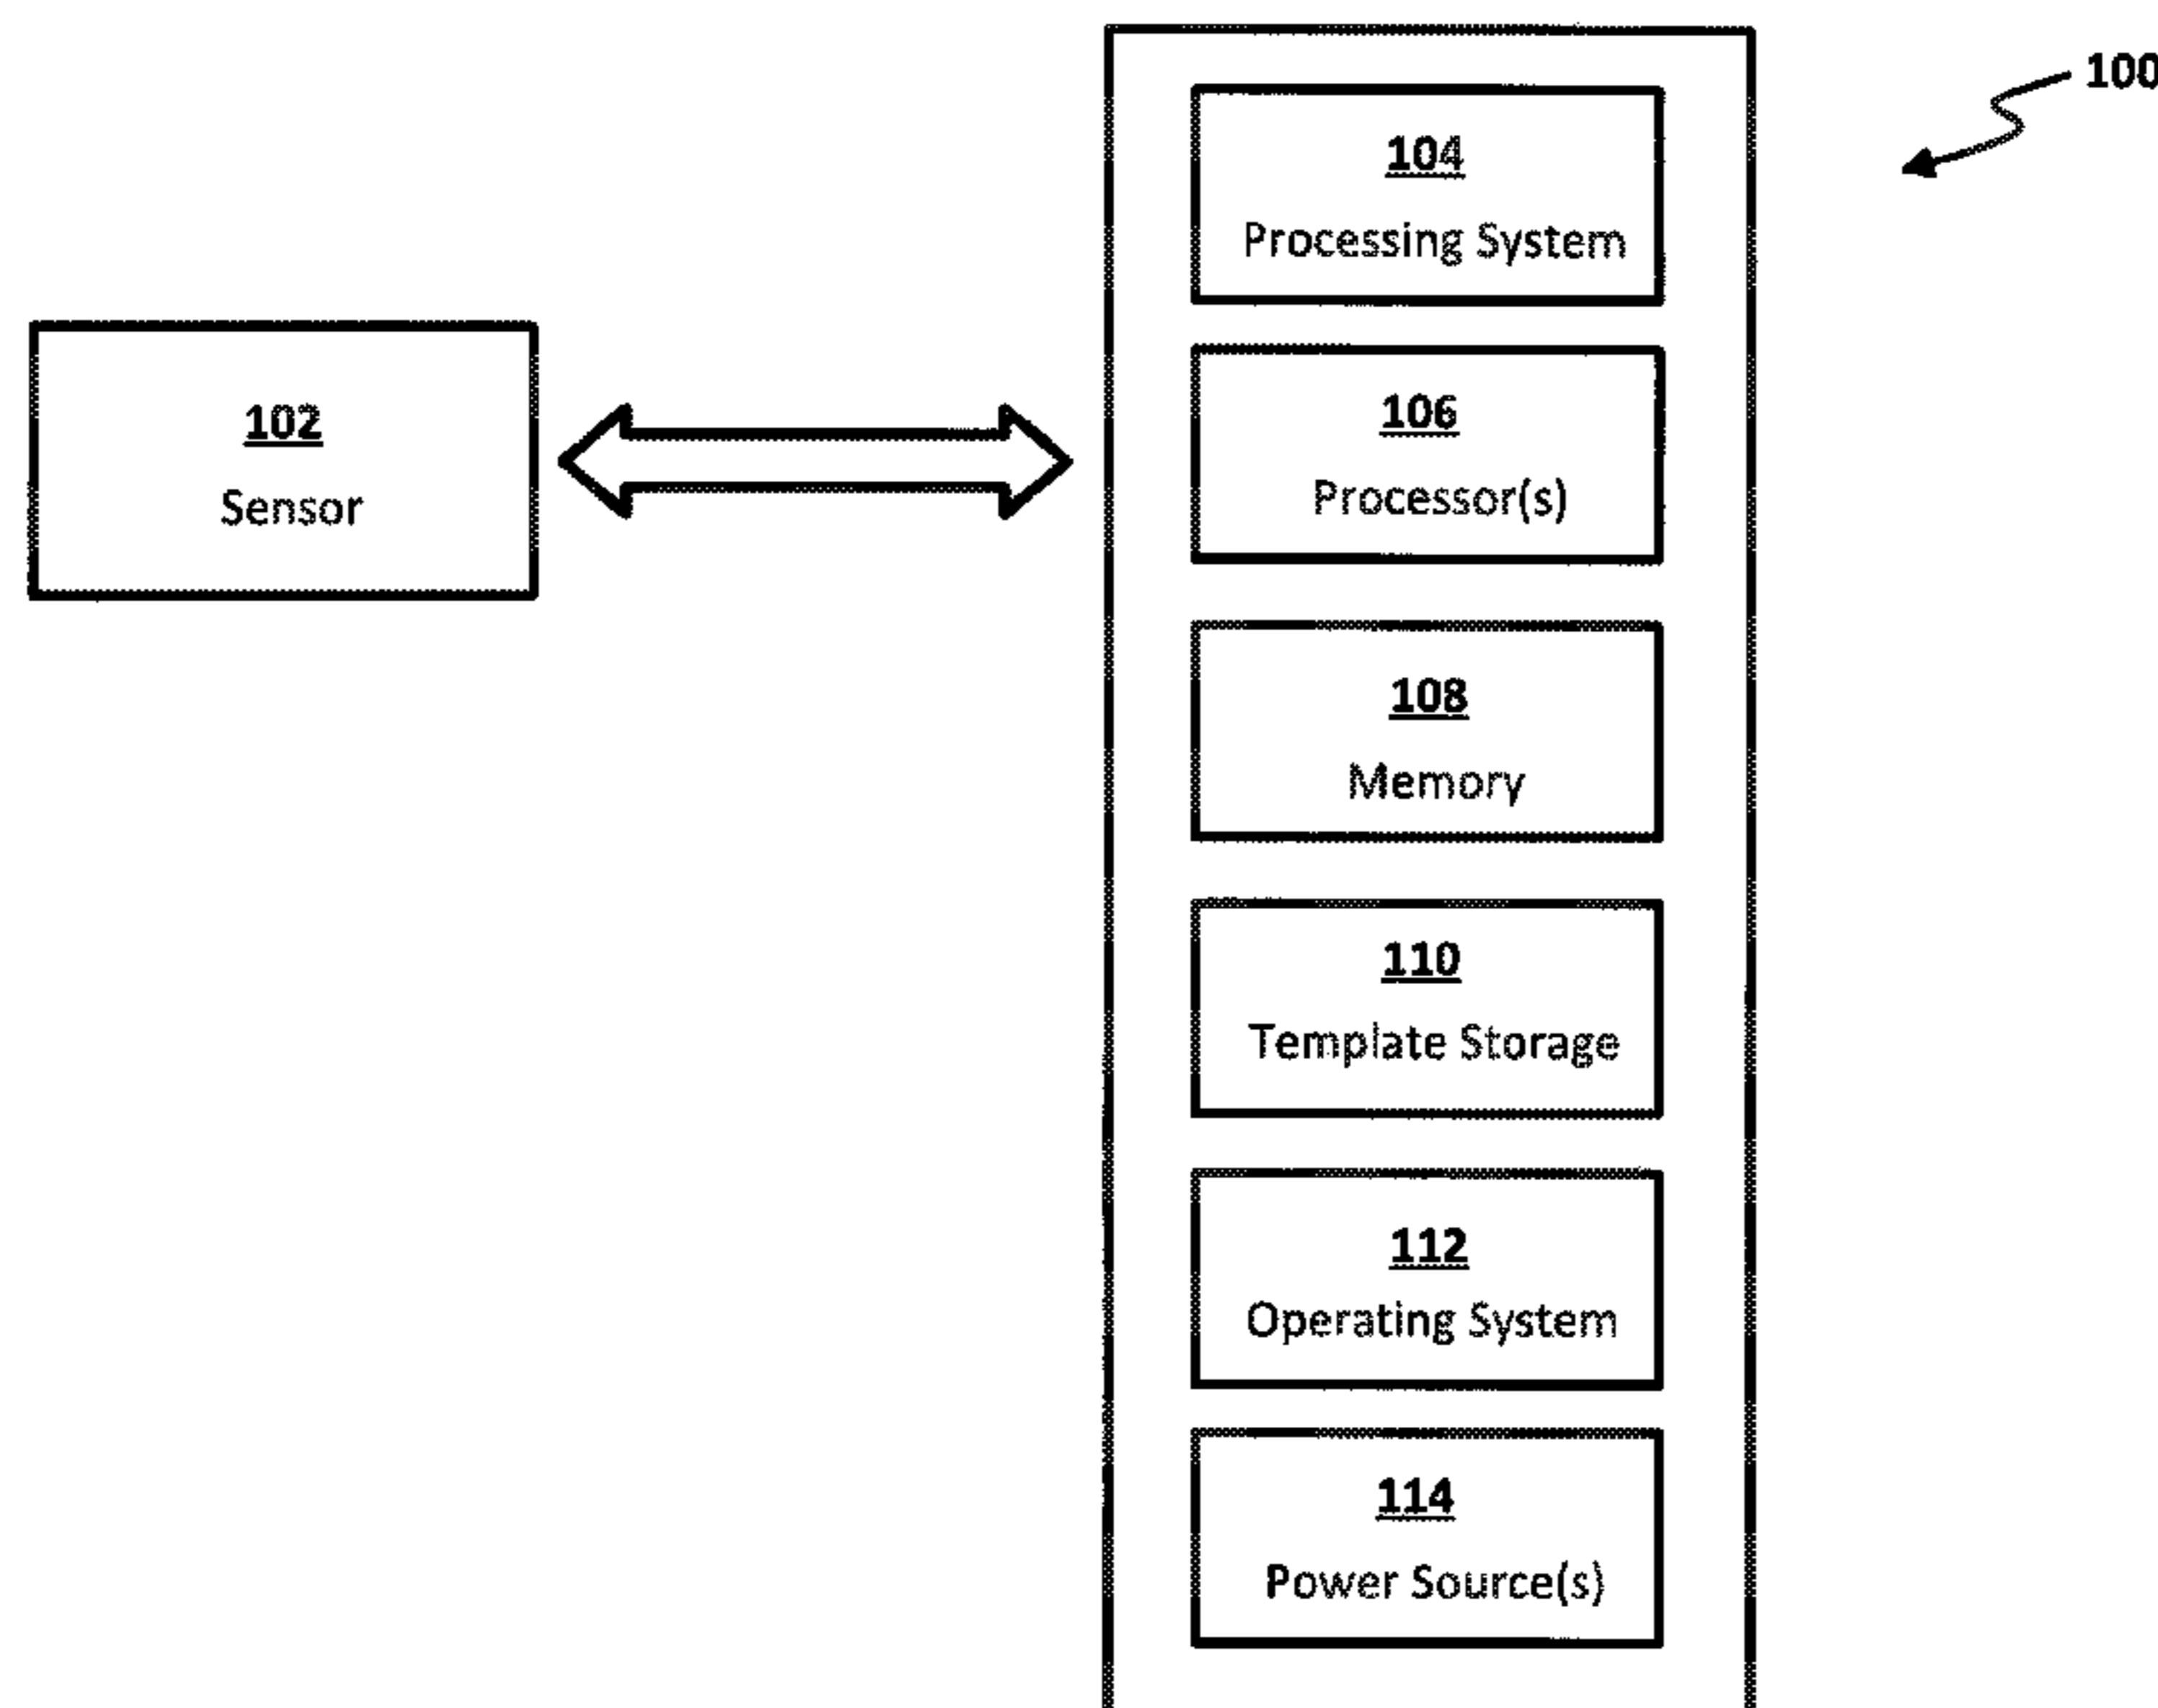 100
104
Processing System
106
Processor(s)
102
Sensor
108
Memory
110
Template Storage
112
Operating System
114
Power Source(s)